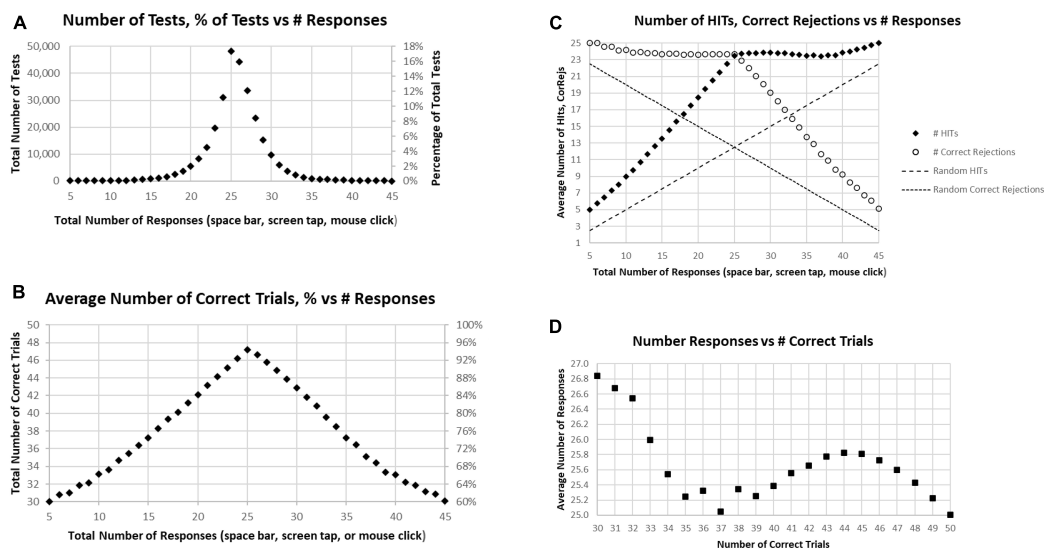 A
Number of Tests, % of Tests vs # Responses
Total Number of Tests
50,000
40,000
30,000
20,000
10,000
0
18%
16%
14%
12%
10%
8%
6%
4%
2%
0%
Percentage of Total Tests
5 10 15 20 25 30 35 40 45
Total Number of Responses (space bar, screen tap, mouse click)
B
Average Number of Correct Trials, % vs # Responses
Total Number of Correct Trials
50
48
46
44
42
40
38
36
34
32
30
100%
96%
92%
88%
84%
80%
76%
72%
68%
64%
60%
5 10 15 20 25 30 35 40 45
Total Number of Responses (space bar, screen tap, or mouse click)
C
Number of HITs, Correct Rejections vs # Responses
Average Number of Hits, CorRejs
25
23
21
19
17
15
13
11
9
7
5
3
1
5 10 15 20 25 30 35 40 45
Total Number of Responses (space bar, screen tap, mouse click)
# HITs
# Correct Rejections
Random HITs
Random Correct Rejections
D
Number Responses vs # Correct Trials
Average Number of Responses
27.0
26.8
26.6
26.4
26.2
26.0
25.8
25.6
25.4
25.2
25.0
30 31 32 33 34 35 36 37 38 39 40 41 42 43 44 45 46 47 48 49 50
Number of Correct Trials